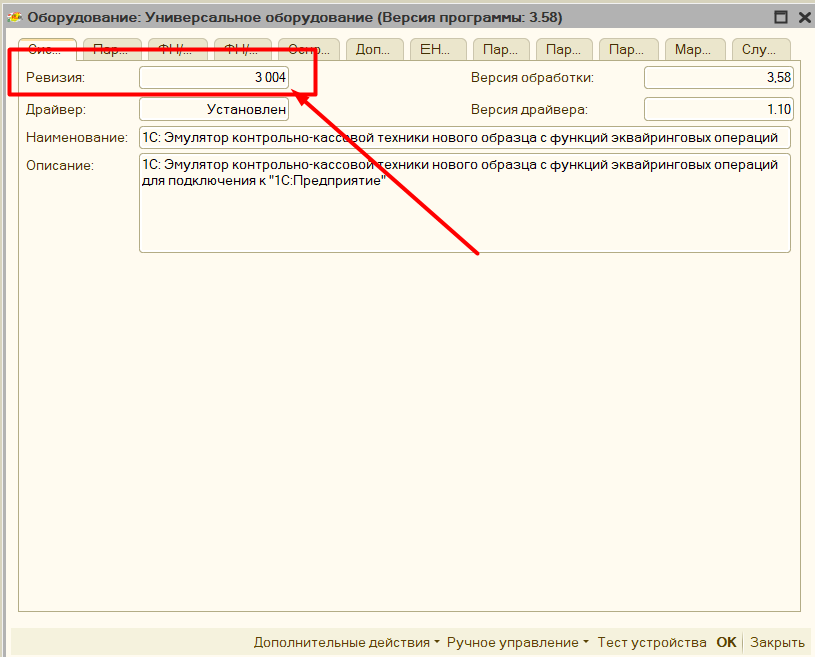 Оборудование: Универсальное оборудование (Версия программы: 3.58)
Сис... Пар... ФН/... ФН/... Осно... Доп... ЕН... Пар... Пар... Пар... Мар... Слу...
Ревизия: 3 004 Версия обработки: 3,58
Драйвер: Установлен Версия драйвера: 1.10
Наименование: 1С: Эмулятор контрольно-кассовой техники нового образца с функций эквайринговых операций
Описание: 1С: Эмулятор контрольно-кассовой техники нового образца с функций эквайринговых операций
для подключения к "1С:Предприятие"
Дополнительные действия Ручное управление Тест устройства OK Закрыть